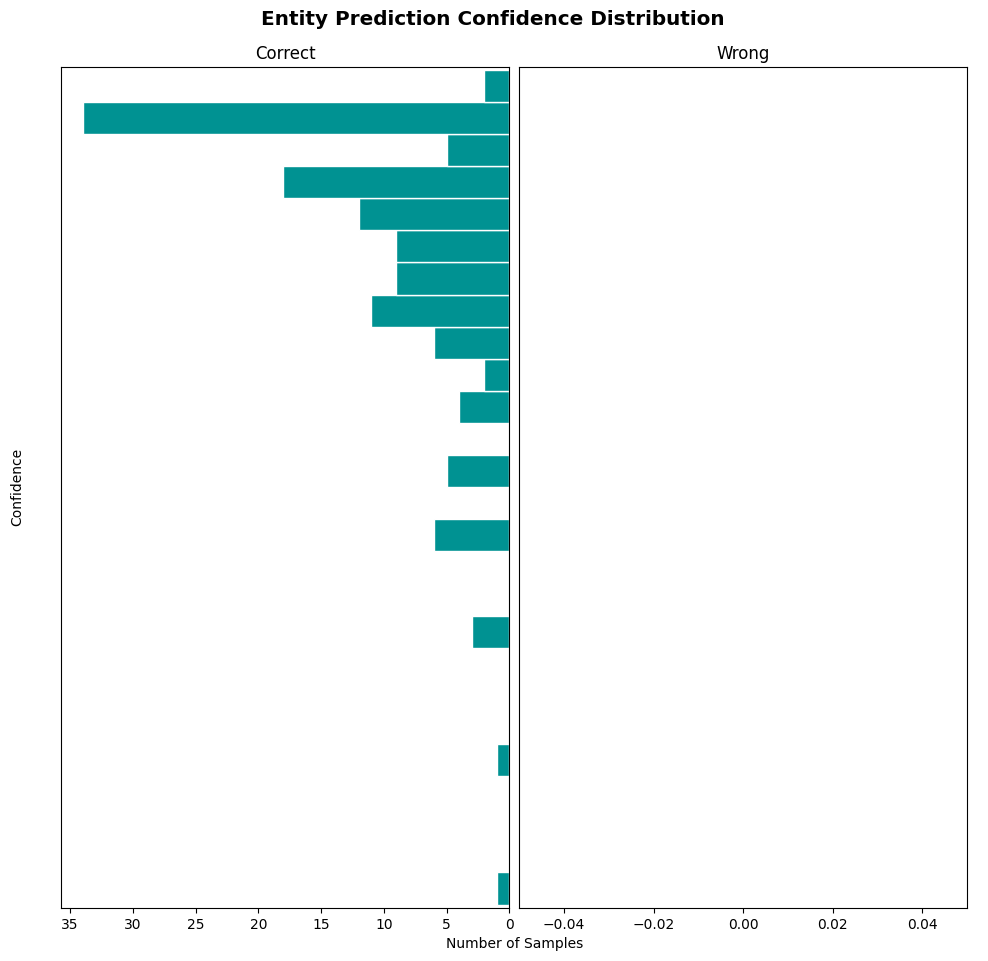 Entity Prediction Confidence Distribution
Correct
Wrong
Confidence
35 30 25 20 15 10 5 0
−0.04 −0.02 0.00 0.02 0.04
Number of Samples